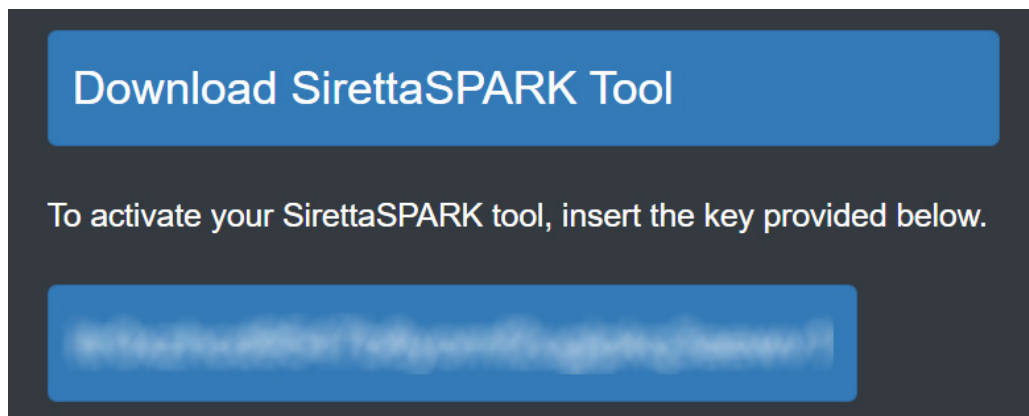 Download SirettaSPARK Tool
To activate your SirettaSPARK tool, insert the key provided below.